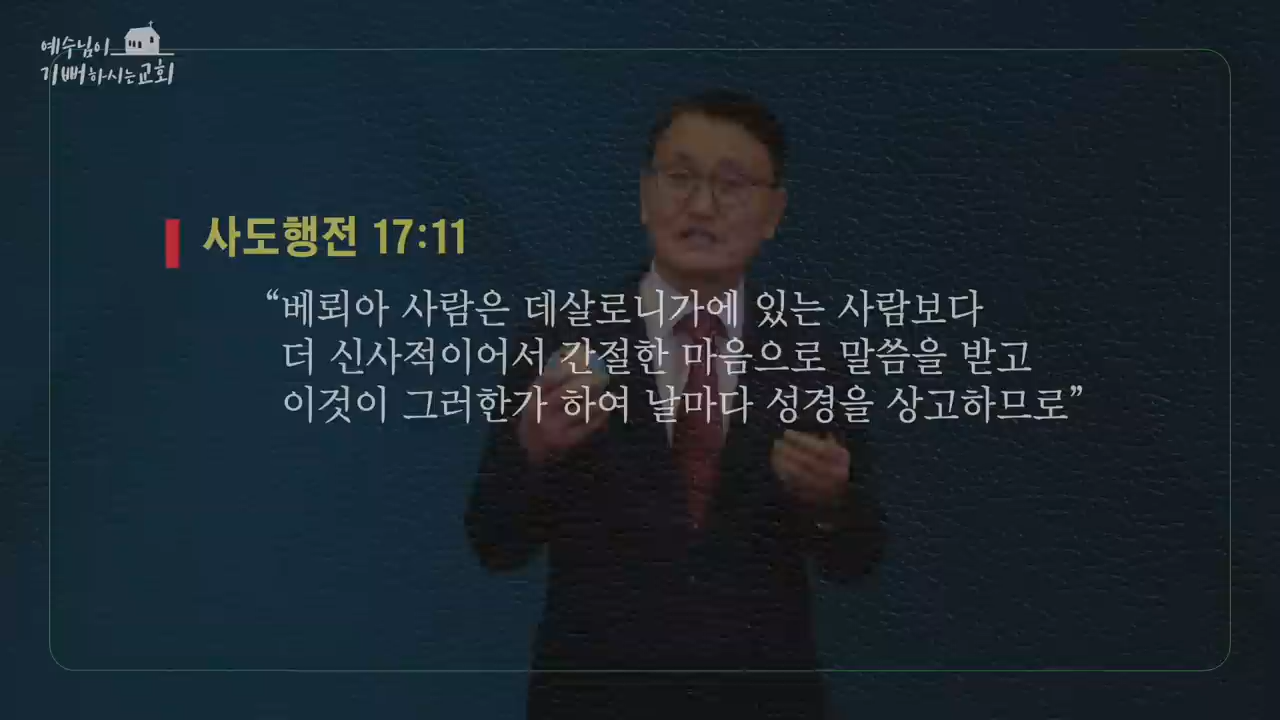 예수님이
기뻐하시는교회
사도행전 17:11
“베뢰아 사람은 데살로니가에 있는 사람보다
더 신사적이어서 간절한 마음으로 말씀을 받고
이것이 그러한가 하여 날마다 성경을 상고하므로”